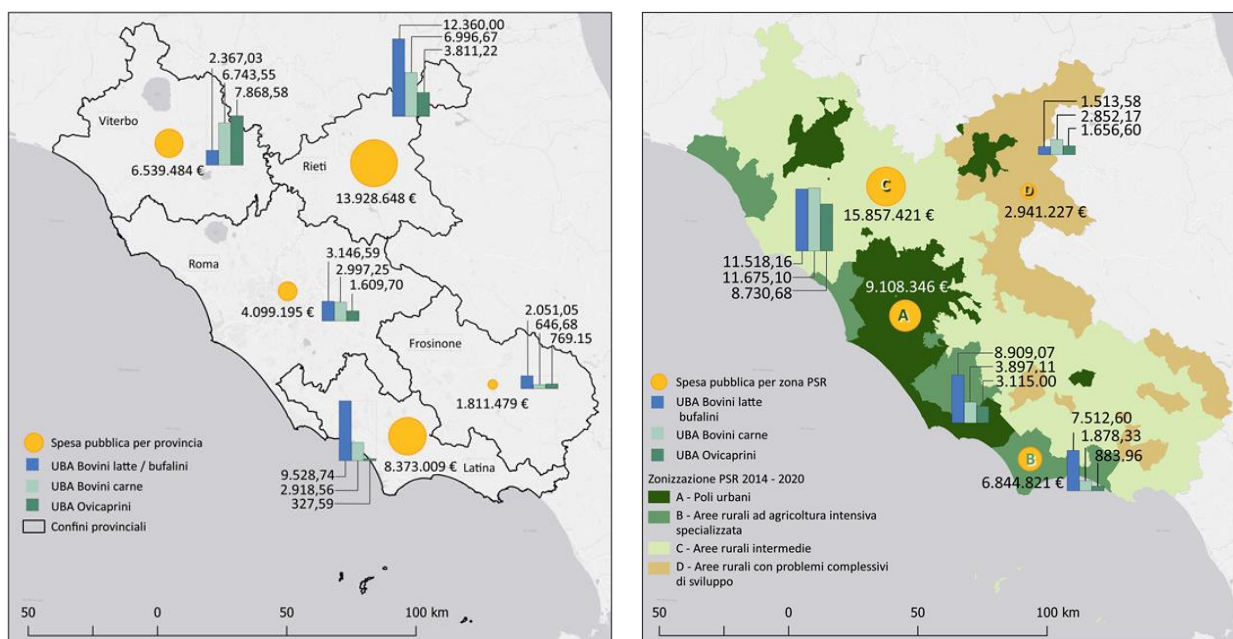 12.360,00
6.996,67
3.811,22
2.367,03
6.743,55
7.868,58
Viterbo
6.539.484 €
Rieti
13.928.648 €
Roma
3.146,59
2.997,25
1.609,70
4.099.195 €
2.051,05
646,68
769.15
Frosinone
1.811.479 €
8.373.009 €
Latina
9.528,74
2.918,56
327,59
Spesa pubblica per provincia
UBA Bovini latte / bufalini
UBA Bovini carne
UBA Ovicaprini
Confini provinciali
50
0
50
100 km
1.513,58
2.852,17
1.656,60
D
2.941.227 €
C
15.857.421 €
11.518,16
11.675,10
8.730,68
9.108.346 €
A
8.909,07
3.897,11
3.115.00
7.512,60
1.878,33
883,96
B
6.844.821 €
Spesa pubblica per zona PSR
UBA Bovini latte
bufalini
UBA Bovini carne
UBA Ovicaprini
Zonizzazione PSR 2014 - 2020
A - Poli urbani
B - Aree rurali ad agricoltura intensiva
specializzata
C - Aree rurali intermedie
D - Aree rurali con problemi complessivi
di sviluppo
50
0
50
100 km